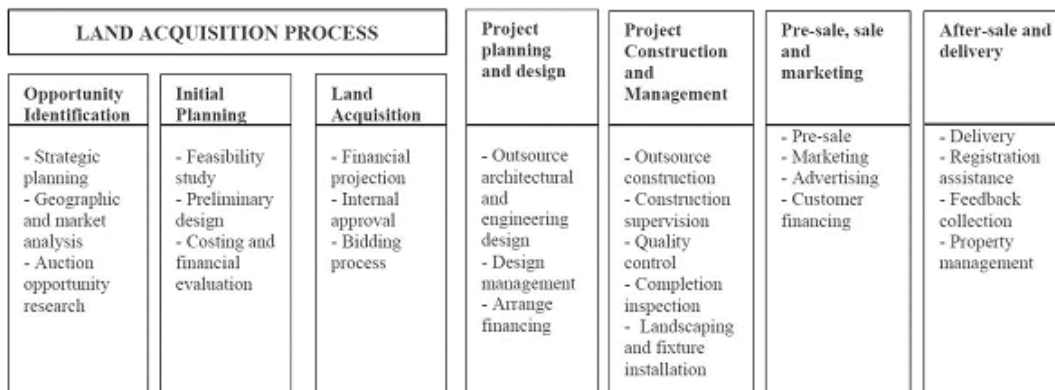 LAND ACQUISITION PROCESS
Opportunity
Identification
- Strategic
planning
- Geographic
and market
analysis
- Auction
opportunity
research
Initial
Planning
- Feasibility
study
- Preliminary
design
- Costing and
financial
evaluation
Land
Acquisition
- Financial
projection
- Internal
approval
- Bidding
process
Project
planning
and design
- Outsource
architectural
and
engineering
design
- Design
management
- Arrange
financing
Project
Construction
and
Management
- Outsource
construction
- Construction
supervision
- Quality
control
- Completion
inspection
- Landscaping
and fixture
installation
Pre-sale, sale
and
marketing
- Pre-sale
- Marketing
- Advertising
- Customer
financing
After-sale and
delivery
- Delivery
- Registration
assistance
- Feedback
collection
- Property
management